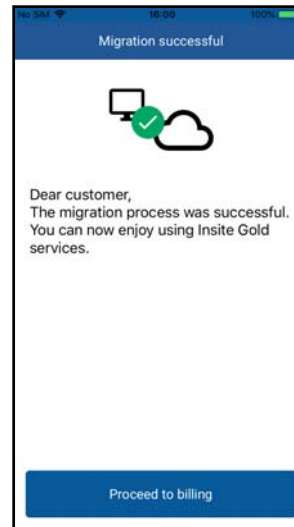 No SIM 16:00 100%
Migration successful
Dear customer,
The migration process was successful.
You can now enjoy using Insite Gold
services.
Proceed to billing